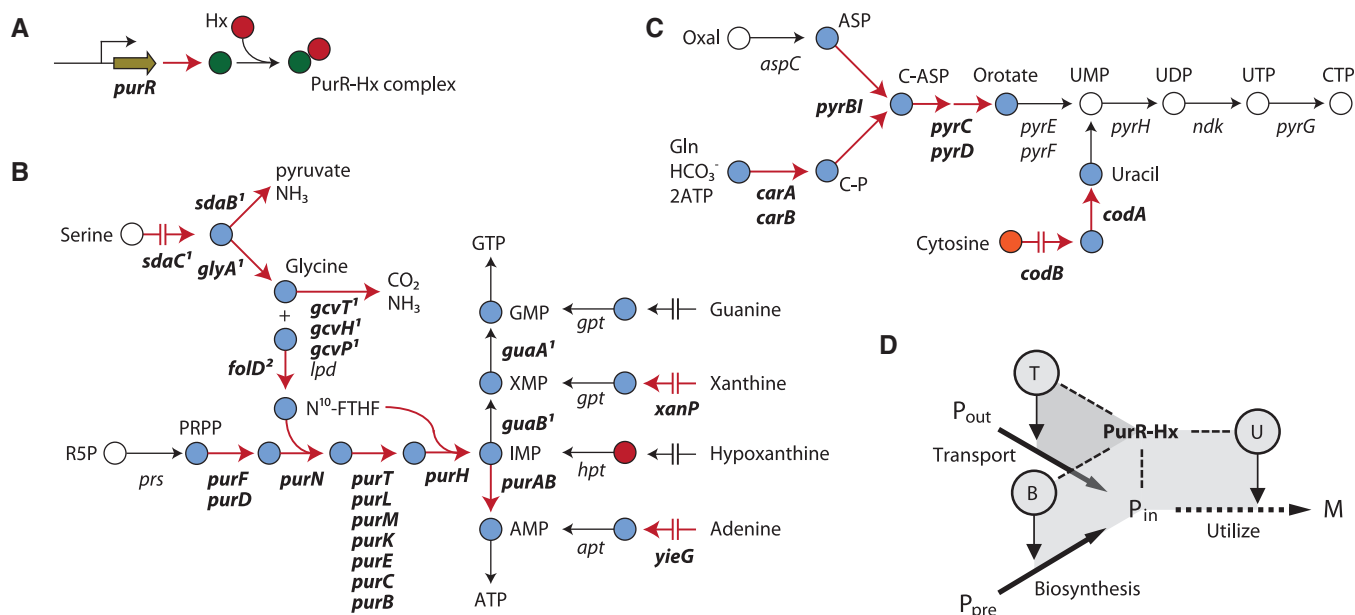 A
Hx
purR
PurR-Hx complex
B
sdaB¹
pyruvate
NH₃
Serine
sdaC¹
glyA¹
Glycine
CO₂
NH₃
+
gcvT¹
gcvH¹
gcvP¹
lpd
folD²
N¹⁰-FTHF
R5P
prs
PRPP
purF
purD
purN
purT
purL
purM
purK
purE
purC
purB
purH
GTP
GMP
gpt
Guanine
guaA¹
XMP
gpt
Xanthine
xanP
guaB¹
IMP
hpt
Hypoxanthine
purAB
AMP
apt
Adenine
yieG
ATP
C
Oxal
aspC
ASP
pyrBI
C-ASP
pyrC
pyrD
Orotate
pyrE
pyrF
UMP
pyrH
UDP
ndk
UTP
pyrG
CTP
Gln
HCO₃⁻
2ATP
carA
carB
C-P
Uracil
codA
Cytosine
codB
D
T
Pout
Transport
PurR-Hx
U
B
Pin
Utilize
M
Biosynthesis
Ppre